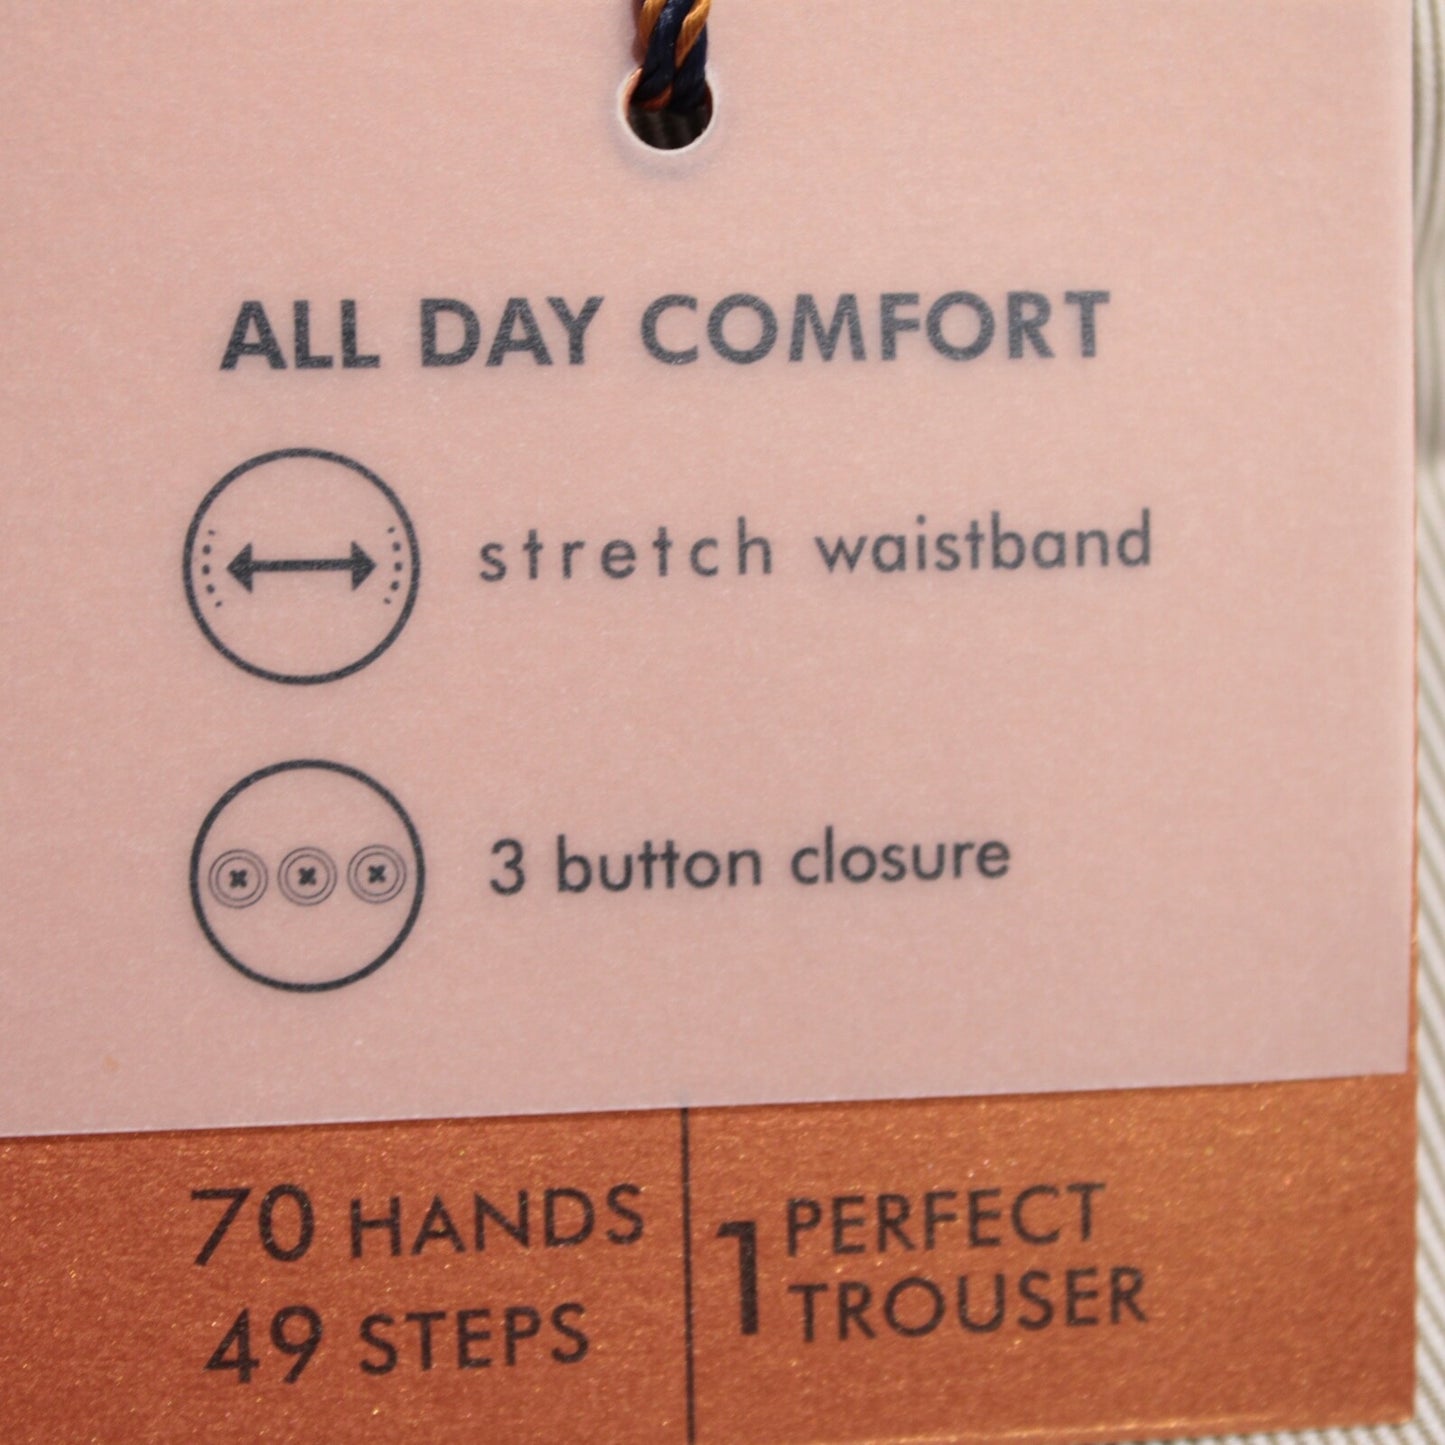 ALL DAY COMFORT
stretch waistband
3 button closure
70 HANDS
49 STEPS
1 PERFECT
TROUSER